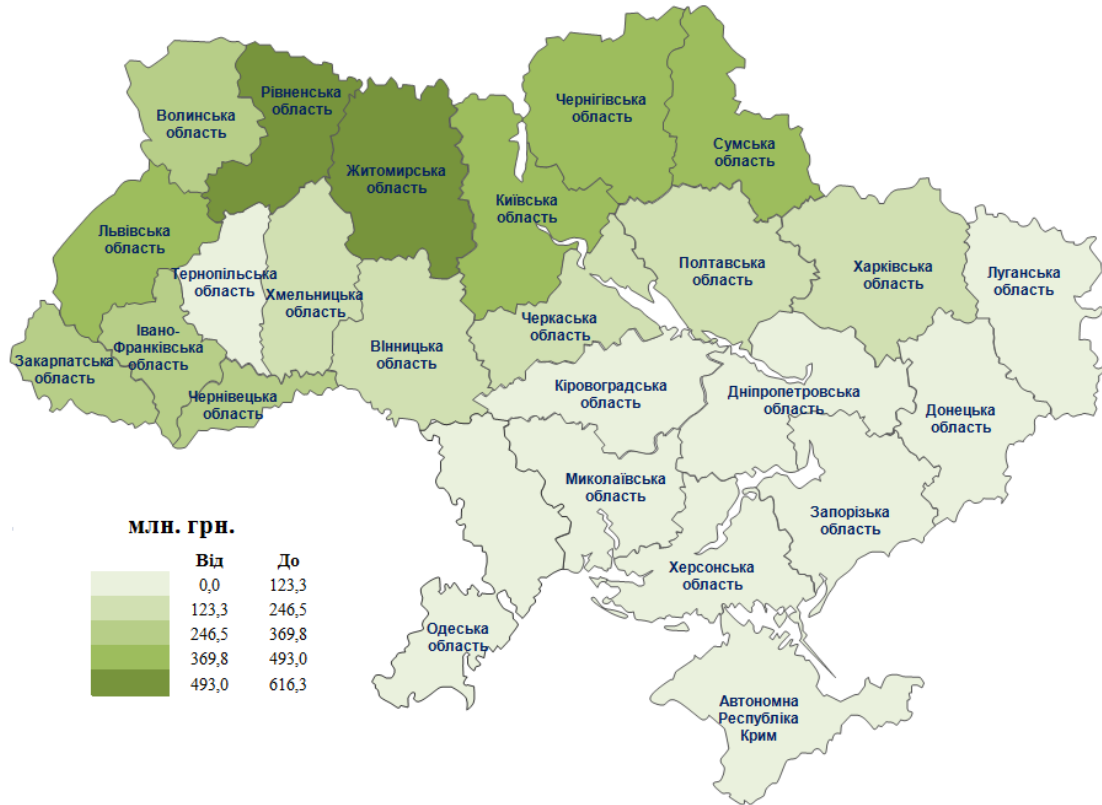 Рівненська
область
Волинська
область
Чернігівська
область
Сумська
область
Житомирська
область
Київська
область
Львівська
область
Тернопільська
область
Хмельницька
область
Полтавська
область
Харківська
область
Луганська
область
Івано-
Франківська
область
Закарпатська
область
Чернівецька
область
Вінницька
область
Черкаська
область
Кіровоградська
область
Дніпропетровська
область
Донецька
область
Миколаївська
область
Запорізька
область
Херсонська
область
Одеська
область
Автономна
Республіка
Крим
млн. грн.
Від До
0,0 123,3
123,3 246,5
246,5 369,8
369,8 493,0
493,0 616,3